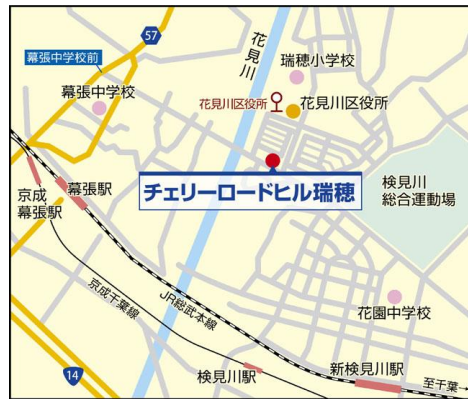 57
幕張中学校前
幕張中学校
花見川
瑞穂小学校
花見川区役所
花見川区役所
チェリーロードヒル瑞穂
検見川
総合運動場
幕張駅
京成
幕張駅
京成千葉線
JR総武本線
花園中学校
検見川駅
新検見川駅
至千葉→
14